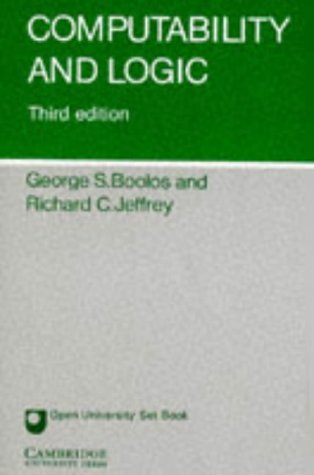 COMPUTABILITY
AND LOGIC
Third edition
George S. Boolos and
Richard C. Jeffrey
Open University Set Book
CAMBRIDGE
UNIVERSITY PRESS